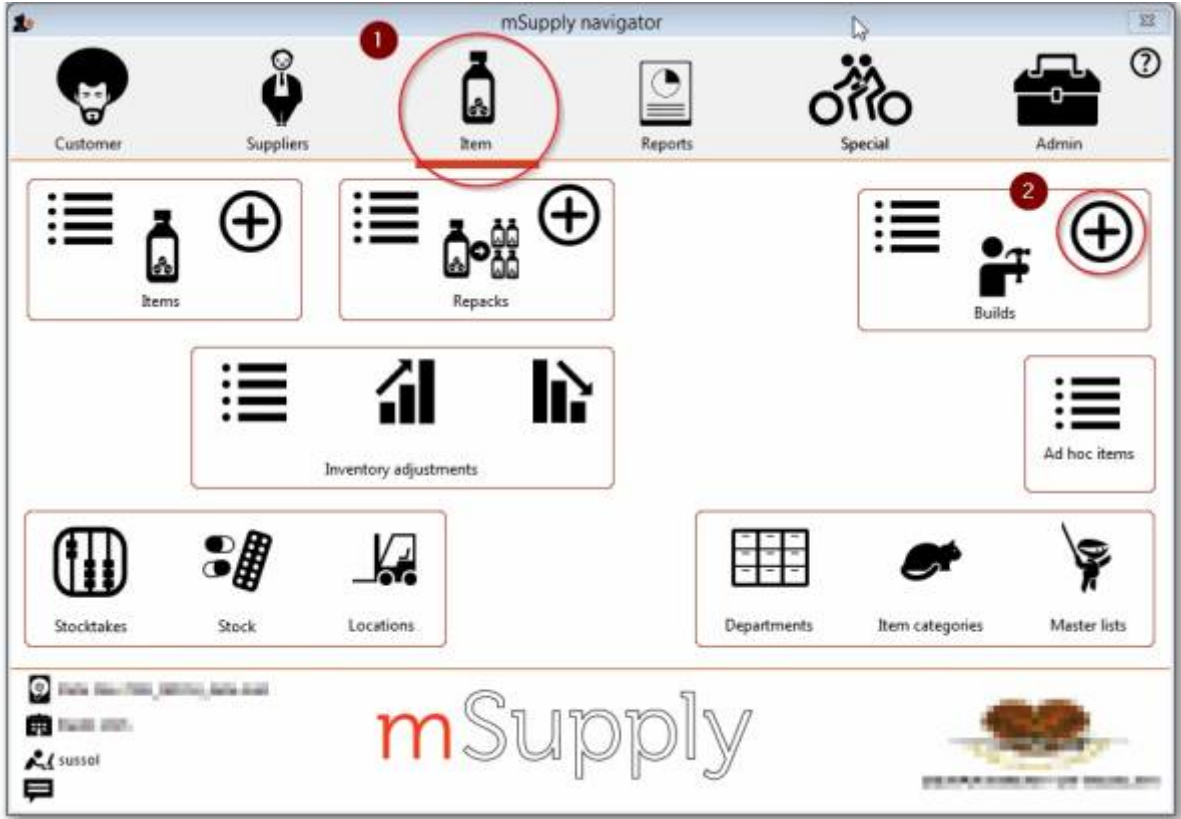 mSupply navigator
1
Customer
Suppliers
Item
Reports
Special
Admin
?
2
Items
Repacks
Builds
Inventory adjustments
Ad hoc items
Stocktakes
Stock
Locations
Departments
Item categories
Master lists
sussol
mSupply